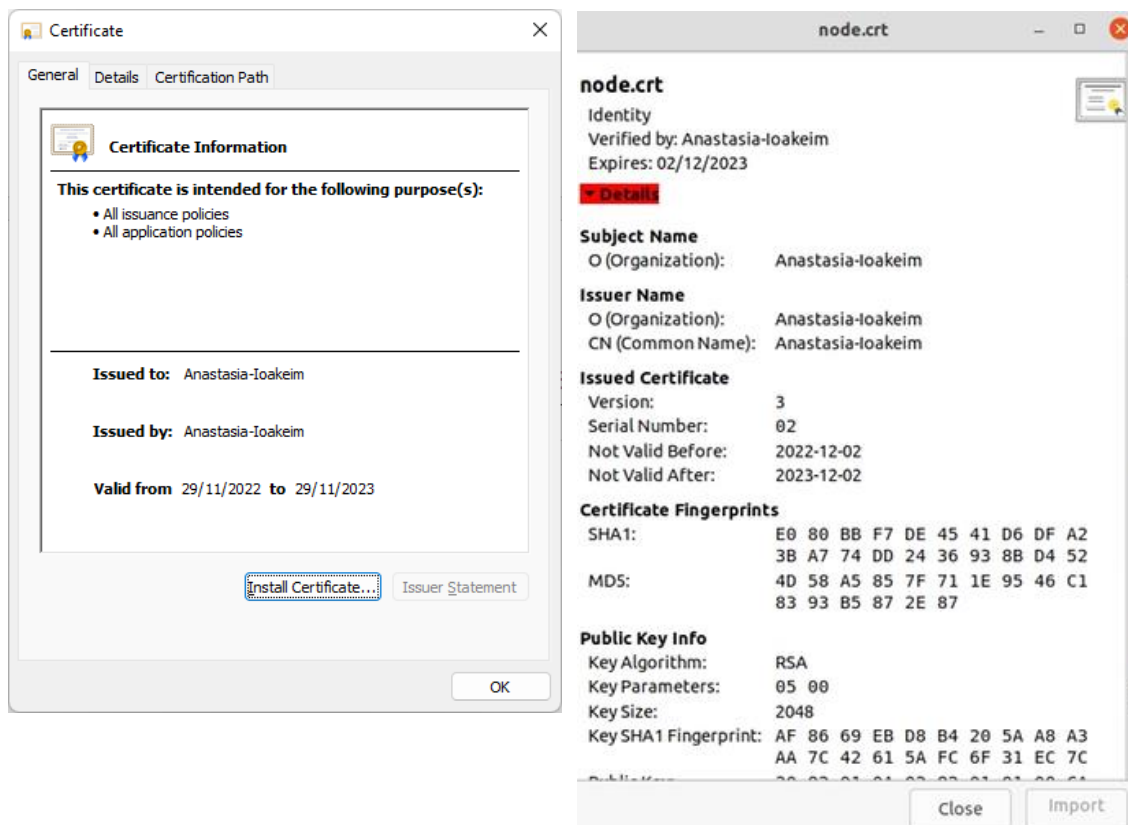 Certificate
General Details Certification Path
Certificate Information
This certificate is intended for the following purpose(s):
• All issuance policies
• All application policies
Issued to: Anastasia-Ioakeim
Issued by: Anastasia-Ioakeim
Valid from 29/11/2022 to 29/11/2023
Install Certificate... Issuer Statement
OK
node.crt
node.crt
Identity
Verified by: Anastasia-Ioakeim
Expires: 02/12/2023
Details
Subject Name
O (Organization): Anastasia-Ioakeim
Issuer Name
O (Organization): Anastasia-Ioakeim
CN (Common Name): Anastasia-Ioakeim
Issued Certificate
Version: 3
Serial Number: 02
Not Valid Before: 2022-12-02
Not Valid After: 2023-12-02
Certificate Fingerprints
SHA1: E0 80 BB F7 DE 45 41 D6 DF A2
3B A7 74 DD 24 36 93 8B D4 52
MD5: 4D 58 A5 85 7F 71 1E 95 46 C1
83 93 B5 87 2E 87
Public Key Info
Key Algorithm: RSA
Key Parameters: 05 00
Key Size: 2048
Key SHA1 Fingerprint: AF 86 69 EB D8 B4 20 5A A8 A3
AA 7C 42 61 5A FC 6F 31 EC 7C
Close Import